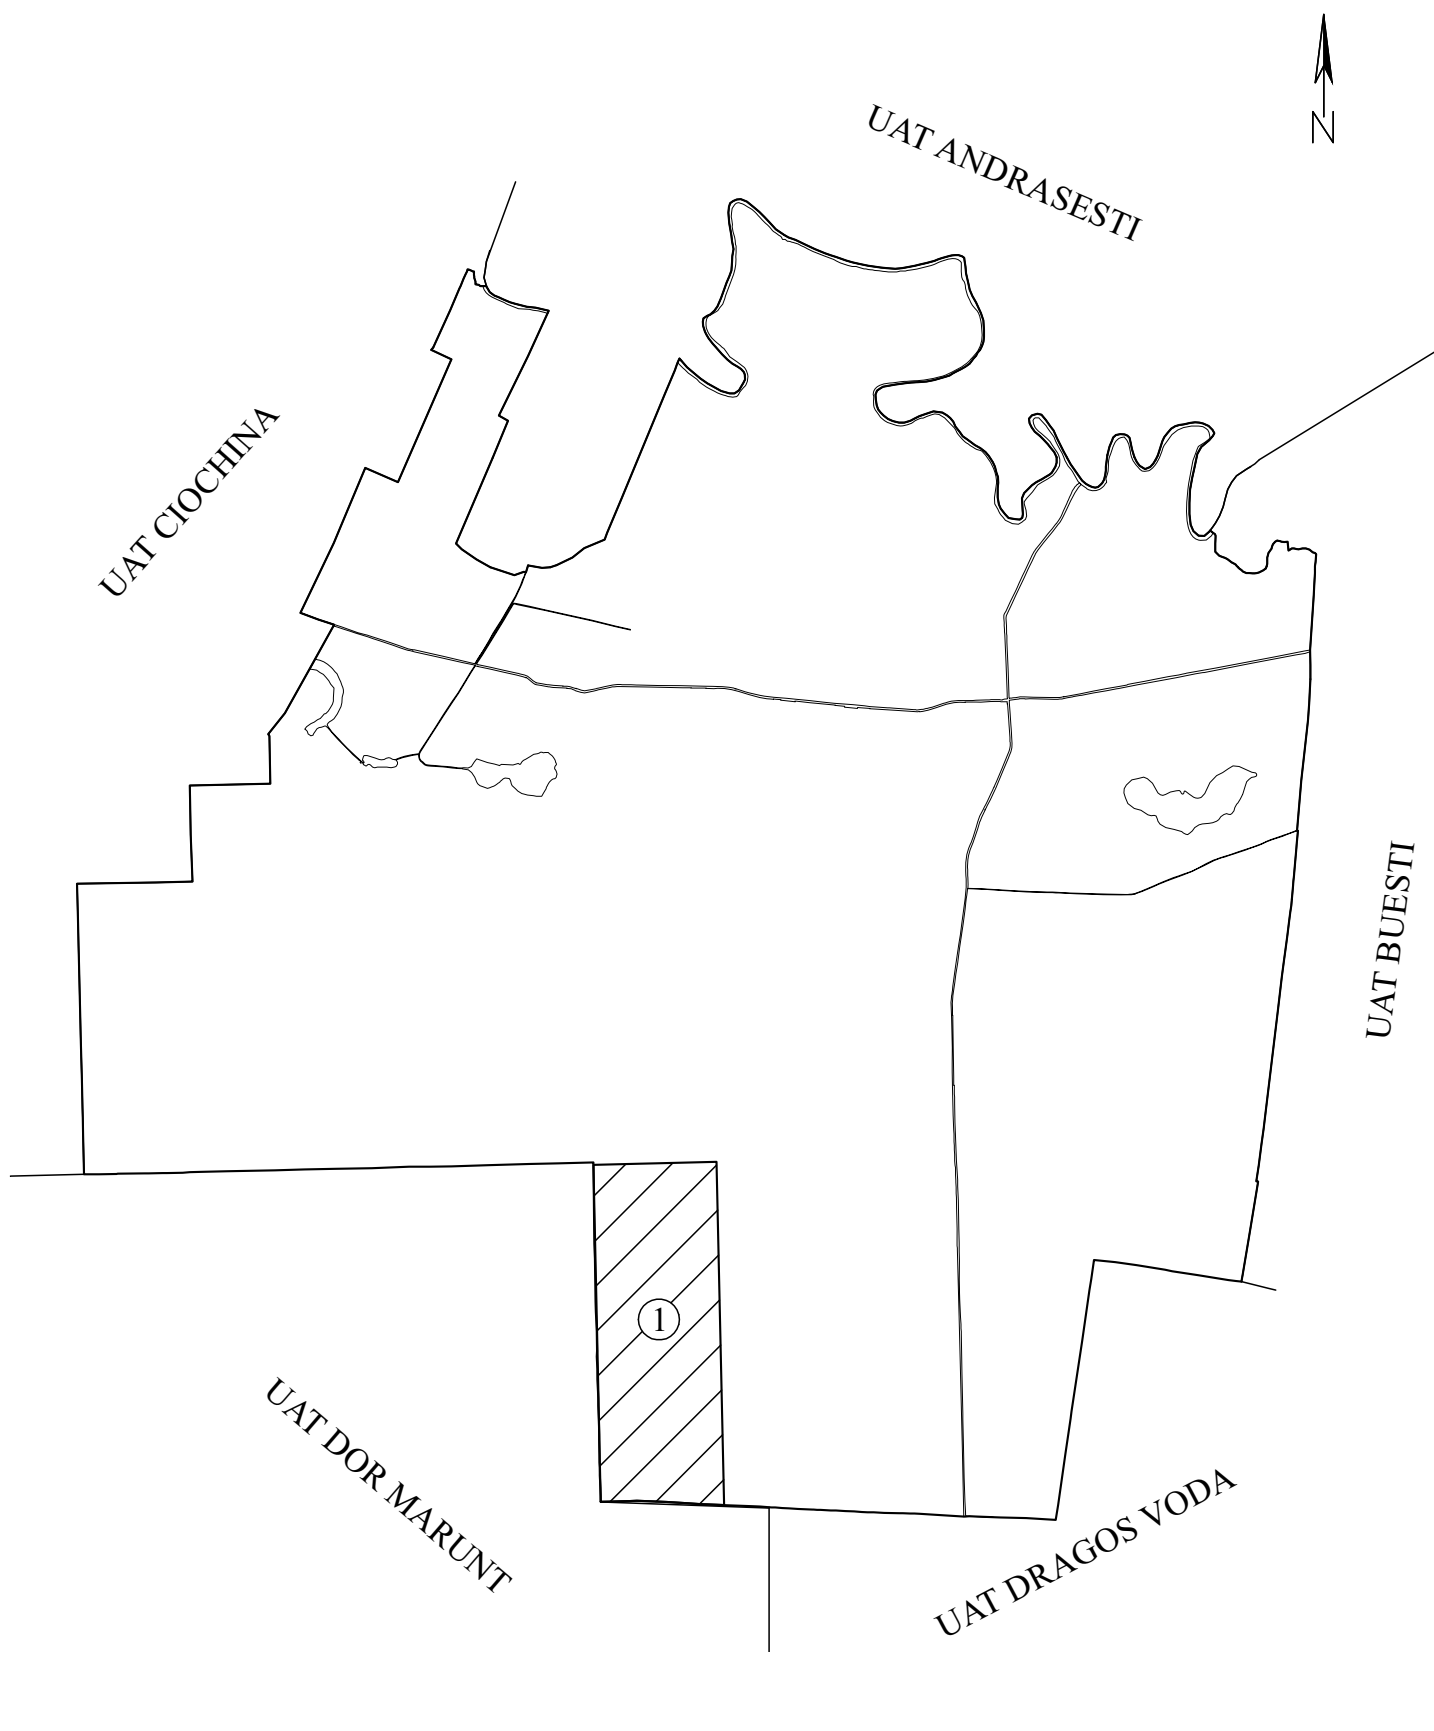 N
UAT ANDRASESTI
UAT CIOCHINA
UAT BUESTI
1
UAT DOR MARUNT
UAT DRAGOS VODA